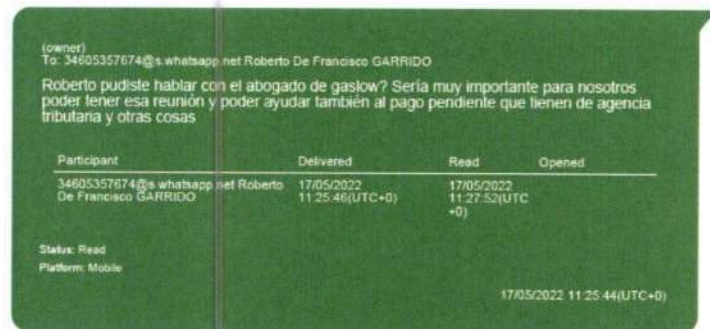 (owner)
To: 34605357674@s.whatsapp.net Roberto De Francisco GARRIDO
Roberto pudiste hablar con el abogado de gaslow? Sería muy importante para nosotros
poder tener esa reunión y poder ayudar también al pago pendiente que tienen de agencia
tributaria y otras cosas
Participant Delivered Read Opened
34605357674@s.whatsapp.net Roberto 17/05/2022 17/05/2022
De Francisco GARRIDO 11:25:46(UTC+0) 11:27:52(UTC
+0)
Status: Read
Platform: Mobile
17/05/2022 11:25:44(UTC+0)